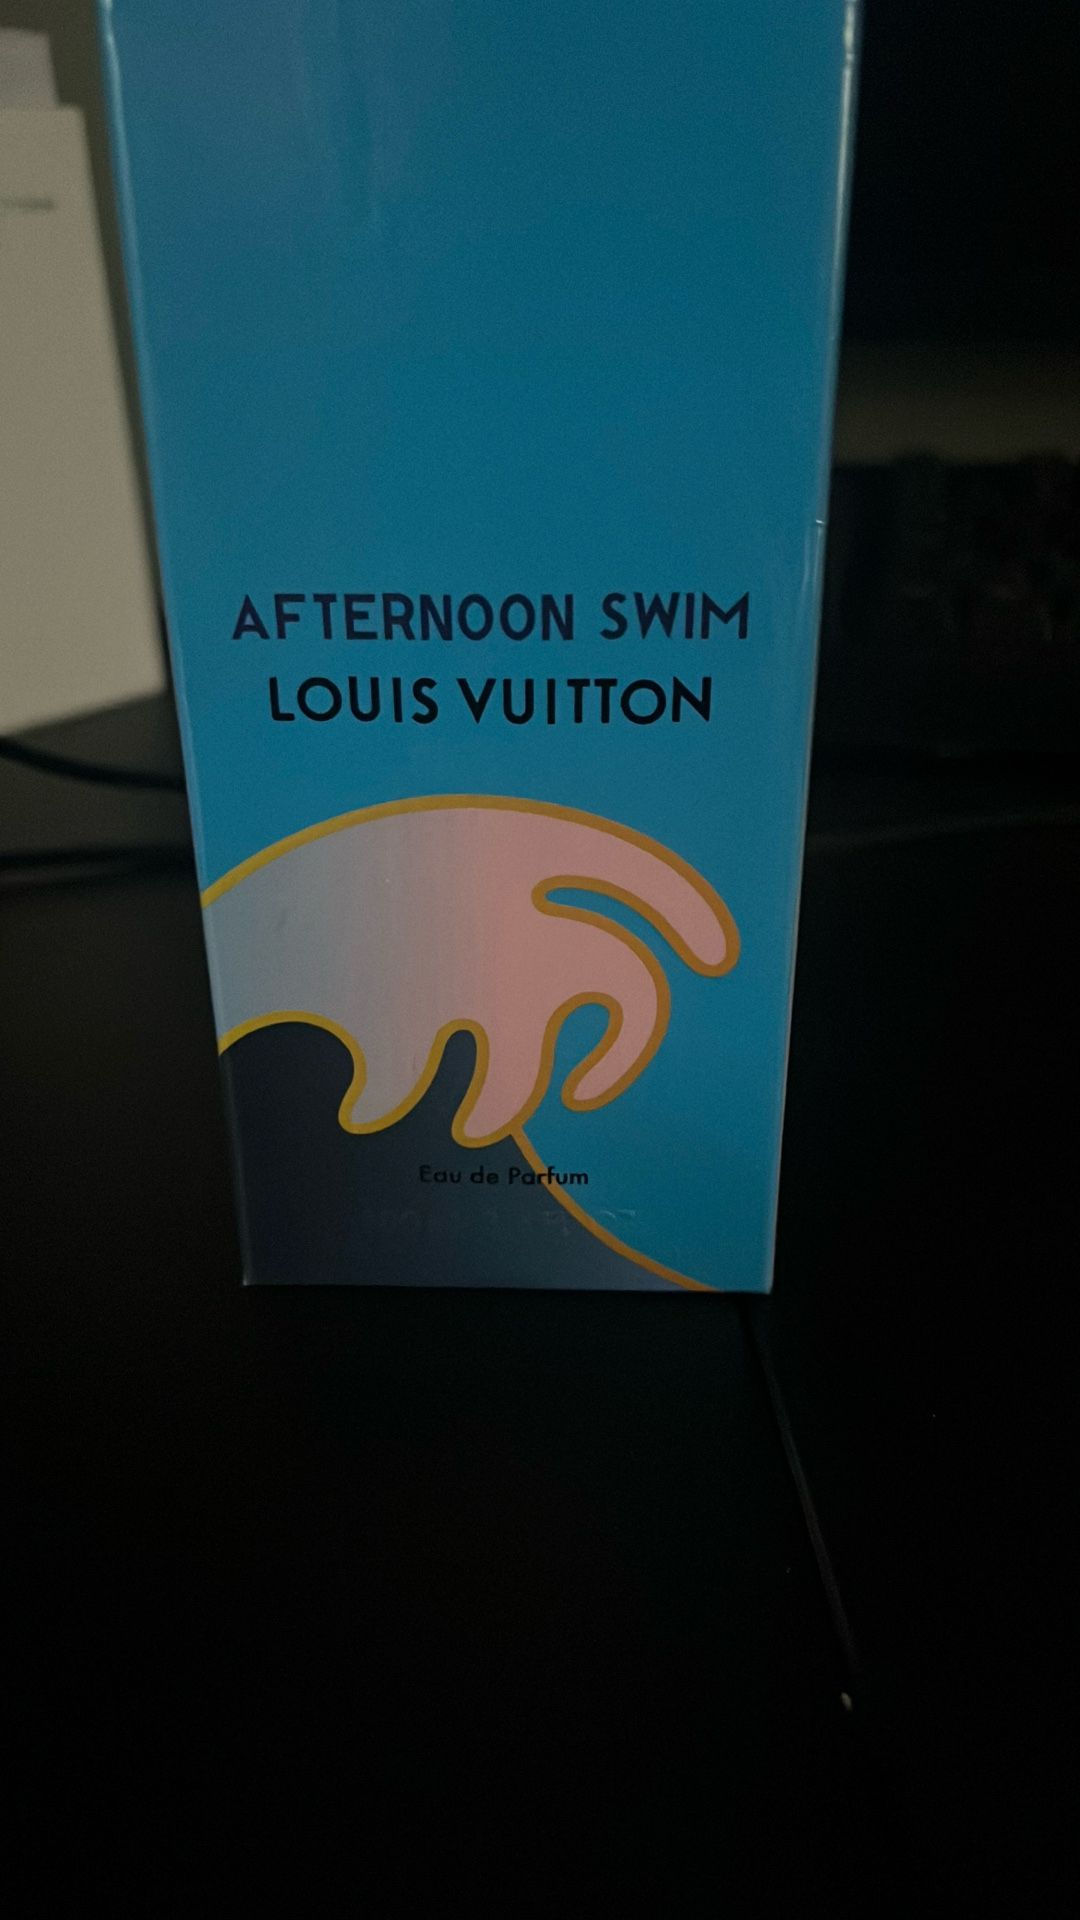 AFTERNOON SWIM
LOUIS VUITTON
Eau de Parfum